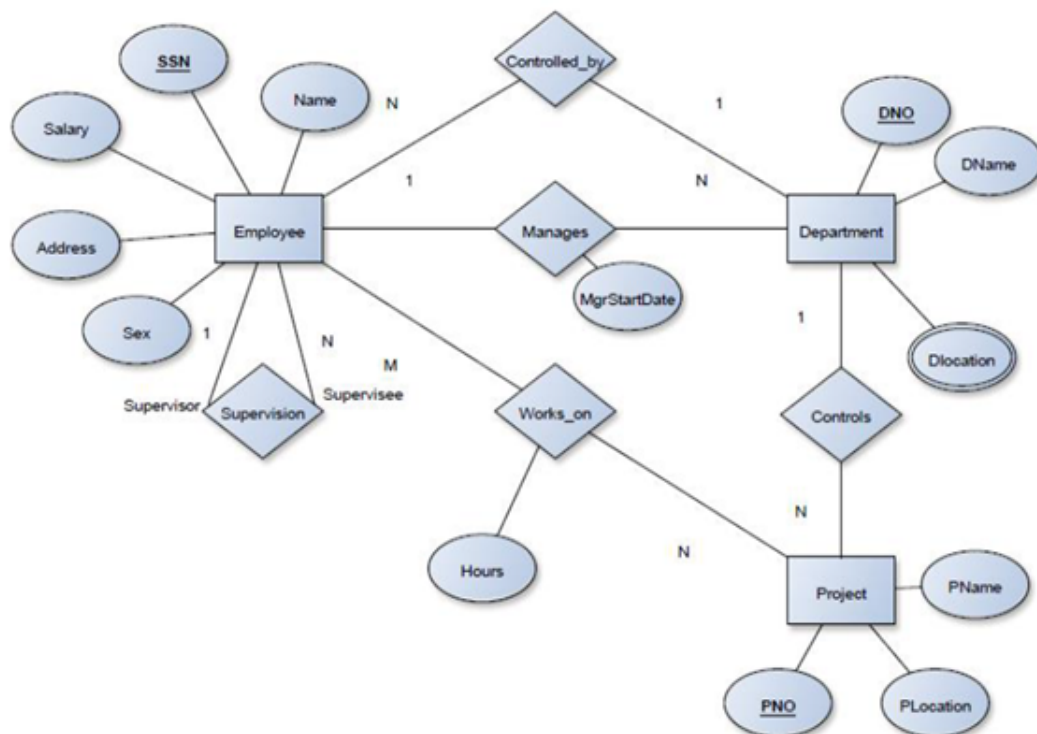 SSN
Controlled_by
Name
N
1
DNO
Salary
DName
1
N
Employee
Manages
Department
Address
MgrStartDate
Sex
1
N
1
Dlocation
M
Supervisor
Supervisee
Supervision
Works_on
Controls
N
N
Hours
Project
PName
PNO
PLocation